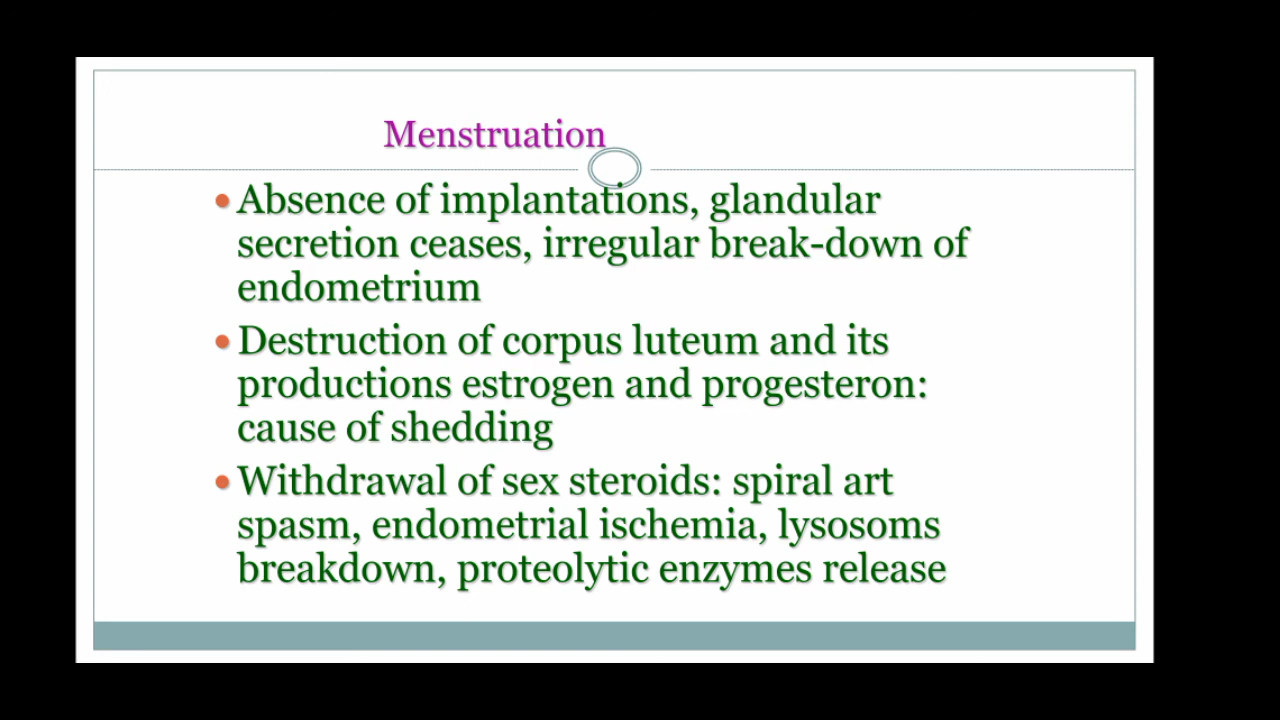 Menstruation
•Absence of implantations, glandular
secretion ceases, irregular break-down of
endometrium
•Destruction of corpus luteum and its
productions estrogen and progesteron:
cause of shedding
•Withdrawal of sex steroids: spiral art
spasm, endometrial ischemia, lysosoms
breakdown, proteolytic enzymes release